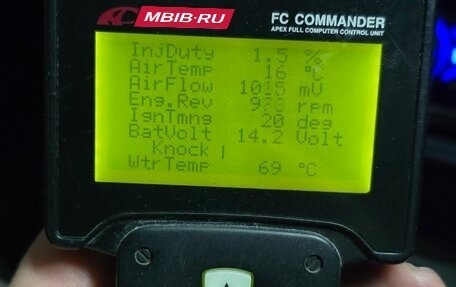 MBIB.RU
FC COMMANDER
APEX FULL COMPUTER CONTROL UNIT
InjDuty 1.5 %
AirTemp 16 °C
AirFlow 1015 mV
Eng.Rev rpm
IgnTmng 20 deg
BatVolt 14.2 Volt
Knock
WtrTemp 69 °C